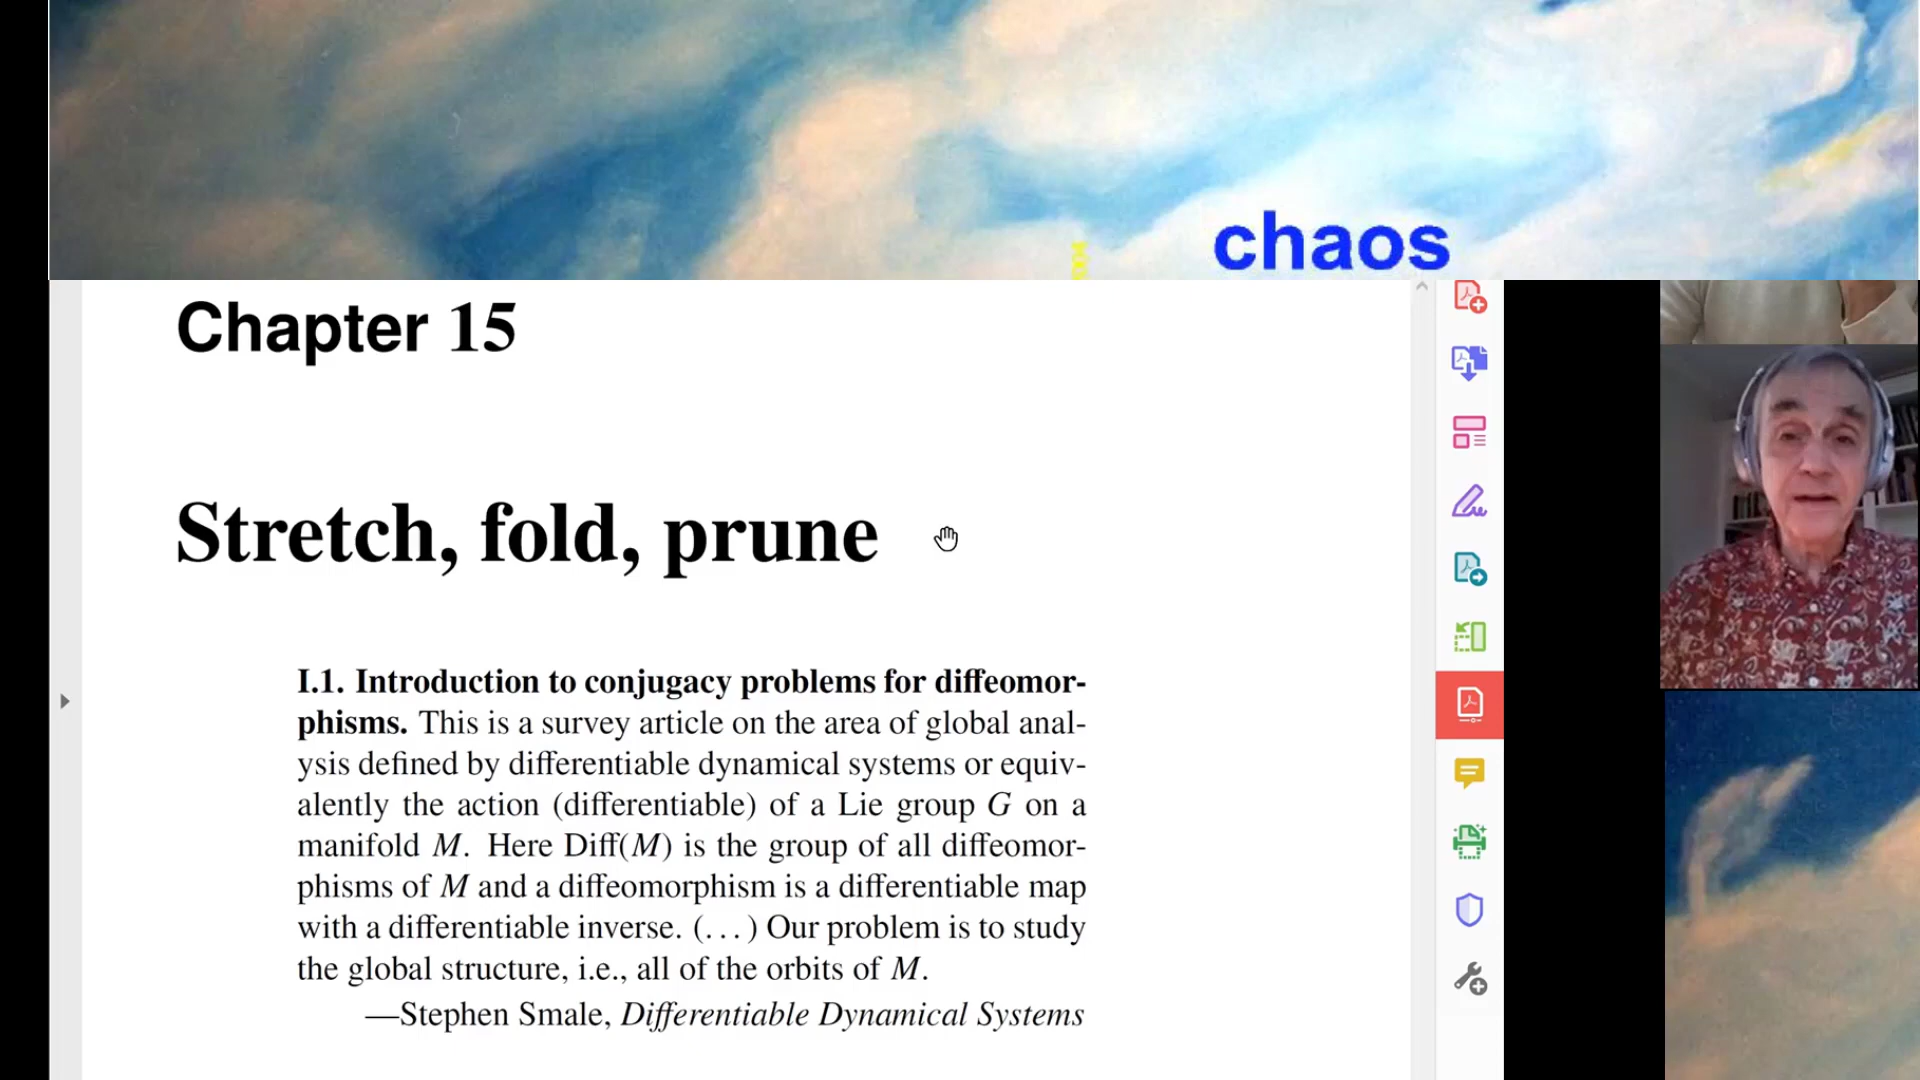 chaos
Chapter 15
Stretch, fold, prune
I.1. Introduction to conjugacy problems for diffeomor-
phisms. This is a survey article on the area of global anal-
ysis defined by differentiable dynamical systems or equiv-
alently the action (differentiable) of a Lie group G on a
manifold M. Here Diff(M) is the group of all diffeomor-
phisms of M and a diffeomorphism is a differentiable map
with a differentiable inverse. (...) Our problem is to study
the global structure, i.e., all of the orbits of M.
—Stephen Smale, Differentiable Dynamical Systems